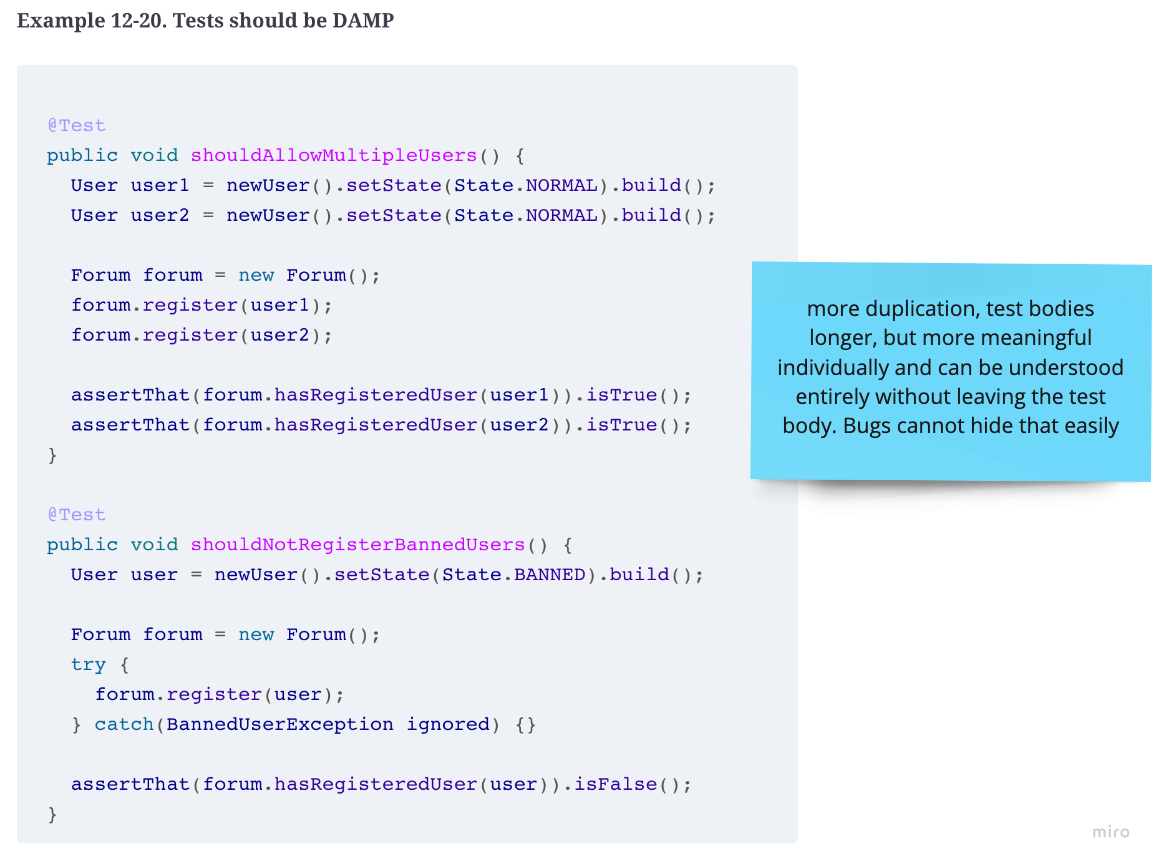 Example 12-20. Tests should be DAMP
@Test
public void shouldAllowMultipleUsers() {
  User user1 = newUser().setState(State.NORMAL).build();
  User user2 = newUser().setState(State.NORMAL).build();
  Forum forum = new Forum();
  forum.register(user1);
  forum.register(user2);
  assertThat(forum.hasRegisteredUser(user1)).isTrue();
  assertThat(forum.hasRegisteredUser(user2)).isTrue();
}
@Test
public void shouldNotRegisterBannedUsers() {
  User user = newUser().setState(State.BANNED).build();
  Forum forum = new Forum();
  try {
    forum.register(user);
  } catch(BannedUserException ignored) {}
  assertThat(forum.hasRegisteredUser(user)).isFalse();
}
more duplication, test bodies
longer, but more meaningful
individually and can be understood
entirely without leaving the test
body. Bugs cannot hide that easily
miro